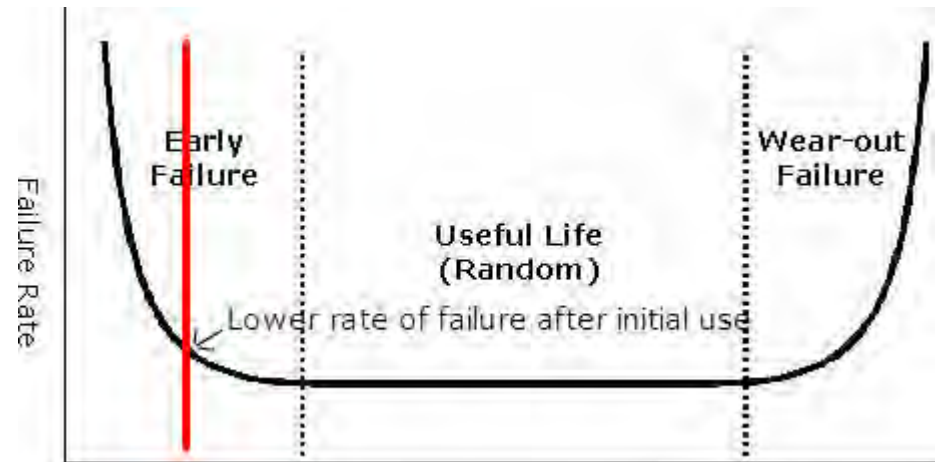 Early
Failure
Wear-out
Failure
Useful Life
(Random)
Lower rate of failure after initial use
Failure Rate